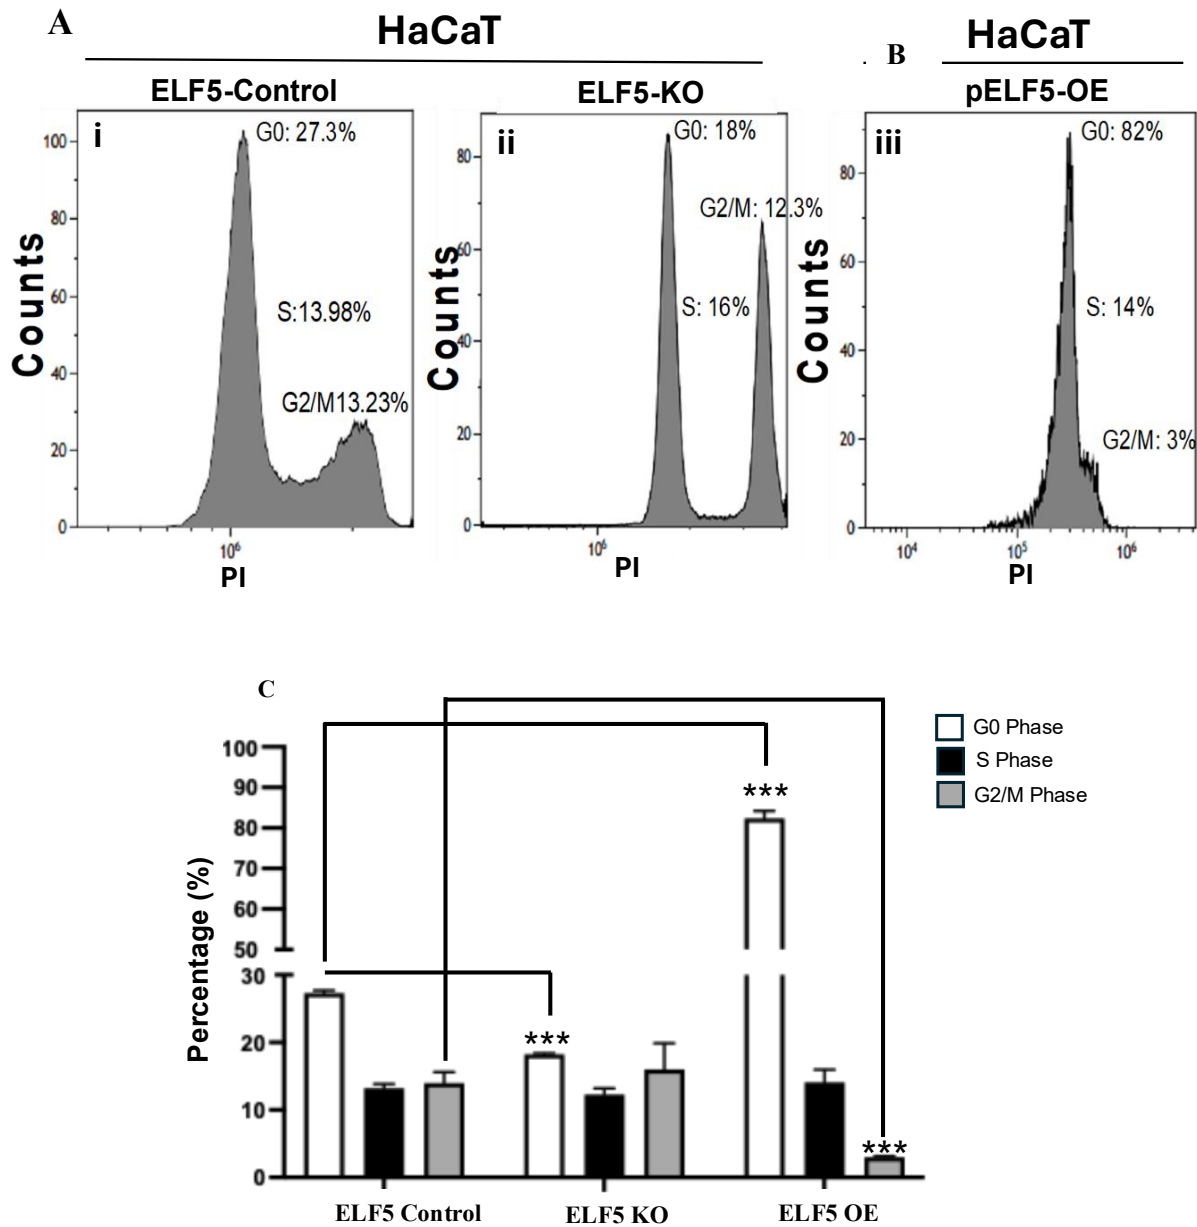 A
HaCaT
ELF5-Control
ELF5-KO
i
G0: 27.3%
S:13.98%
G2/M13.23%
100
80
60
40
20
0
Counts
10⁶
PI
ii
G0: 18%
G2/M: 12.3%
S: 16%
80
60
40
20
0
Counts
10⁶
PI
B
HaCaT
pELF5-OE
iii
G0: 82%
S: 14%
G2/M: 3%
80
60
40
20
0
Counts
10⁴ 10⁵ 10⁶
PI
C
100
90
80
70
60
50
30
20
10
0
Percentage (%)
***
***
***
G0 Phase
S Phase
G2/M Phase
ELF5 Control
ELF5 KO
ELF5 OE